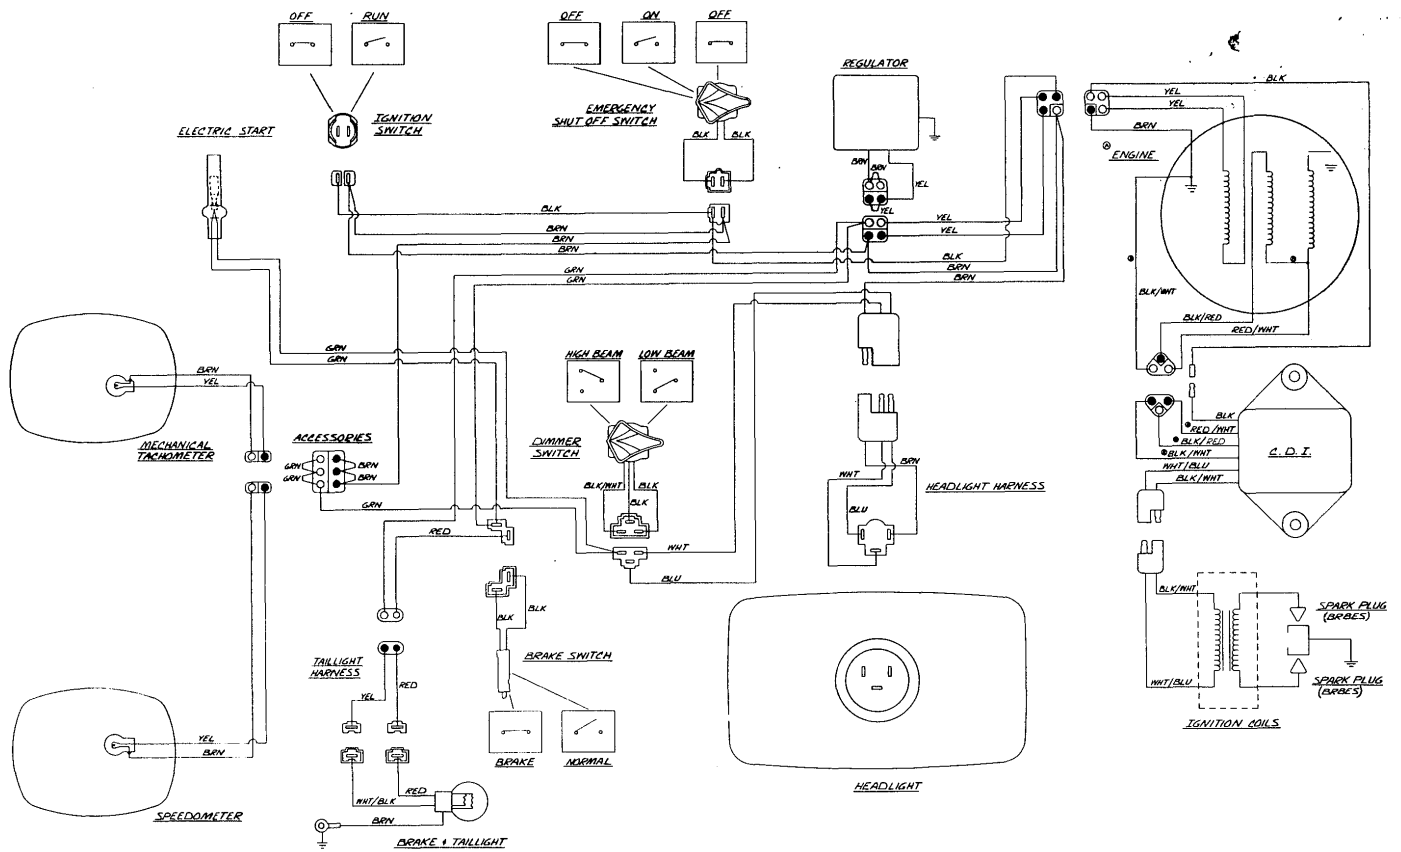 OFF RUN
OFF ON OFF
IGNITION
SWITCH
EMERGENCY
SHUT OFF SWITCH
REGULATOR
ELECTRIC START
BLK BLK
BRN BRN
YEL
YEL
BLK
YEL
YEL
BRN
A ENGINE
BLK
BRN
BRN
BRN
YEL
YEL
BLK
BRN
BRN
GRN
GRN
BLK/WHT
BLK/RED
RED/WHT
GRN
GRN
HIGH BEAM LOW BEAM
BRN
YEL
MECHANICAL
TACHOMETER
ACCESSORIES
GRN BRN
GRN BRN
GRN
DIMMER
SWITCH
BLK/WHT BLK
BLK
WHT BRN
BLU
HEADLIGHT HARNESS
BLK
RED/WHT
BLK/RED
BLK/WHT
WHT/BLU
BLK/WHT
C.D.I.
RED
WHT
BLU
BLK
BLK
BRAKE SWITCH
BRAKE NORMAL
TAILLIGHT
HARNESS
YEL RED
BLK/WHT
WHT/BLU
SPARK PLUG
(BR8ES)
SPARK PLUG
(BR8ES)
IGNITION COILS
YEL
BRN
SPEEDOMETER
RED
WHT/BLK
BRN
BRAKE & TAILLIGHT
HEADLIGHT